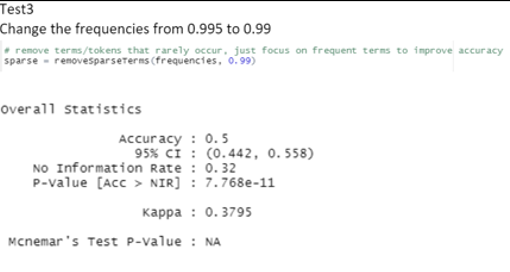 Test3
Change the frequencies from 0.995 to 0.99
# remove terms/tokens that rarely occur, just focus on frequent terms to improve accuracy
sparse = removeSparseTerms(frequencies, 0.99)
Overall Statistics
Accuracy : 0.5
95% CI : (0.442, 0.558)
No Information Rate : 0.32
P-Value [Acc > NIR] : 7.768e-11
Kappa : 0.3795
Mcnemar's Test P-Value : NA